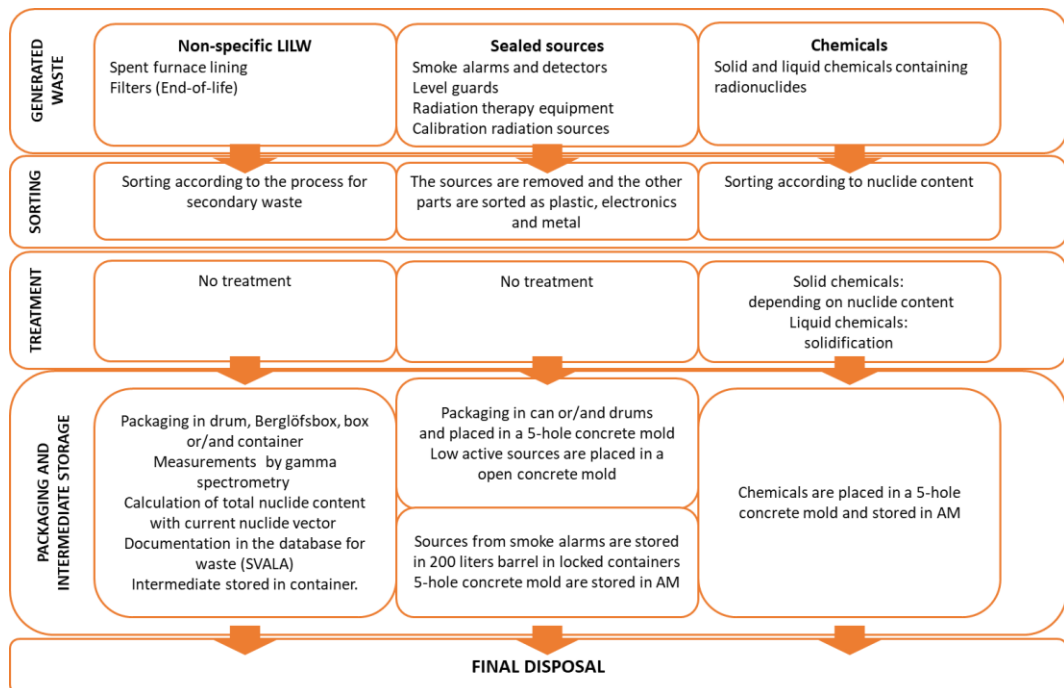 GENERATED
WASTE
Non-specific LILW
Spent furnace lining
Filters (End-of-life)
Sealed sources
Smoke alarms and detectors
Level guards
Radiation therapy equipment
Calibration radiation sources
Chemicals
Solid and liquid chemicals containing
radionuclides
SORTING
Sorting according to the process for
secondary waste
The sources are removed and the other
parts are sorted as plastic, electronics
and metal
Sorting according to nuclide content
TREATMENT
No treatment
No treatment
Solid chemicals:
depending on nuclide content
Liquid chemicals:
solidification
PACKAGING AND
INTERMEDIATE STORAGE
Packaging in drum, Berglöfsbox, box
or/and container
Measurements by gamma
spectrometry
Calculation of total nuclide content
with current nuclide vector
Documentation in the database for
waste (SVALA)
Intermediate stored in container.
Packaging in can or/and drums
and placed in a 5-hole concrete mold
Low active sources are placed in a
open concrete mold
Sources from smoke alarms are stored
in 200 liters barrel in locked containers
5-hole concrete mold are stored in AM
Chemicals are placed in a 5-hole
concrete mold and stored in AM
FINAL DISPOSAL